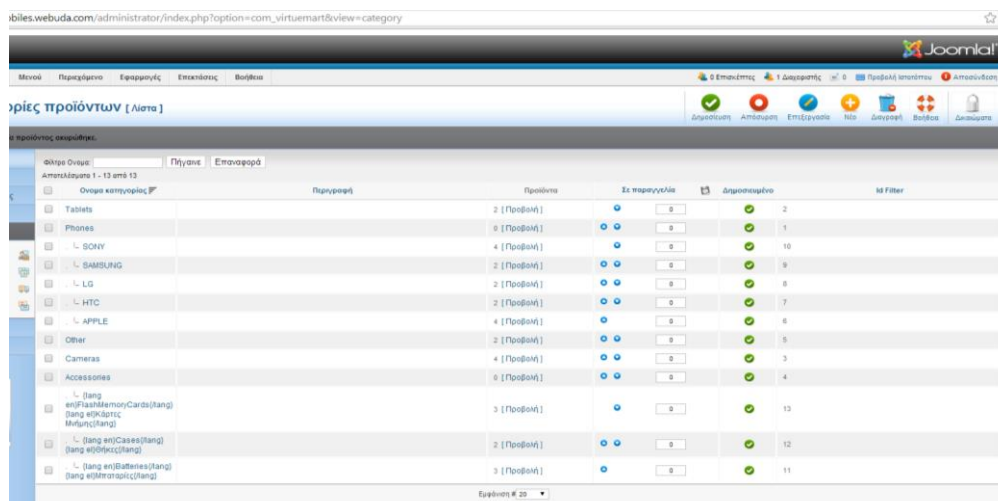 obiles.webuda.com/administrator/index.php?option=com_virtuemart&view=category
Joomla!
Μενού Περιεχόμενο Εφαρμογές Επεκτάσεις Βοήθεια 0 Επισκέπτες 1 Διαχειριστής 0 Προβολή ιστοτόπου Αποσύνδεση
ορίες προϊόντων [ Λίστα ] Δημοσίευση Απόσυρση Επεξεργασία Νέο Διαγραφή Βοήθεια Δικαιώματα
α προϊόντος ακυρώθηκε.
Φίλτρο Όνομα: Πήγαινε Επαναφορά
Αποτελέσματα 1 - 13 από 13
Όνομα κατηγορίας Περιγραφή Προϊόντα Σε παραγγελία Δημοσιευμένο Id Filter
Tablets 2 [ Προβολή ] 0 2
Phones 0 [ Προβολή ] 0 1
. SONY 4 [ Προβολή ] 0 10
. SAMSUNG 2 [ Προβολή ] 0 9
. LG 2 [ Προβολή ] 0 8
. HTC 2 [ Προβολή ] 0 7
. APPLE 4 [ Προβολή ] 0 6
Other 2 [ Προβολή ] 0 5
Cameras 4 [ Προβολή ] 0 3
Accessories 0 [ Προβολή ] 0 4
. {lang
en}FlashMemoryCards{/lang}
{lang el}Κάρτες
Μνήμης{/lang} 3 [ Προβολή ] 0 13
. {lang en}Cases{/lang}
{lang el}Θήκες{/lang} 2 [ Προβολή ] 0 12
. {lang en}Batteries{/lang}
{lang el}Μπαταρίες{/lang} 3 [ Προβολή ] 0 11
Εμφάνιση # 20